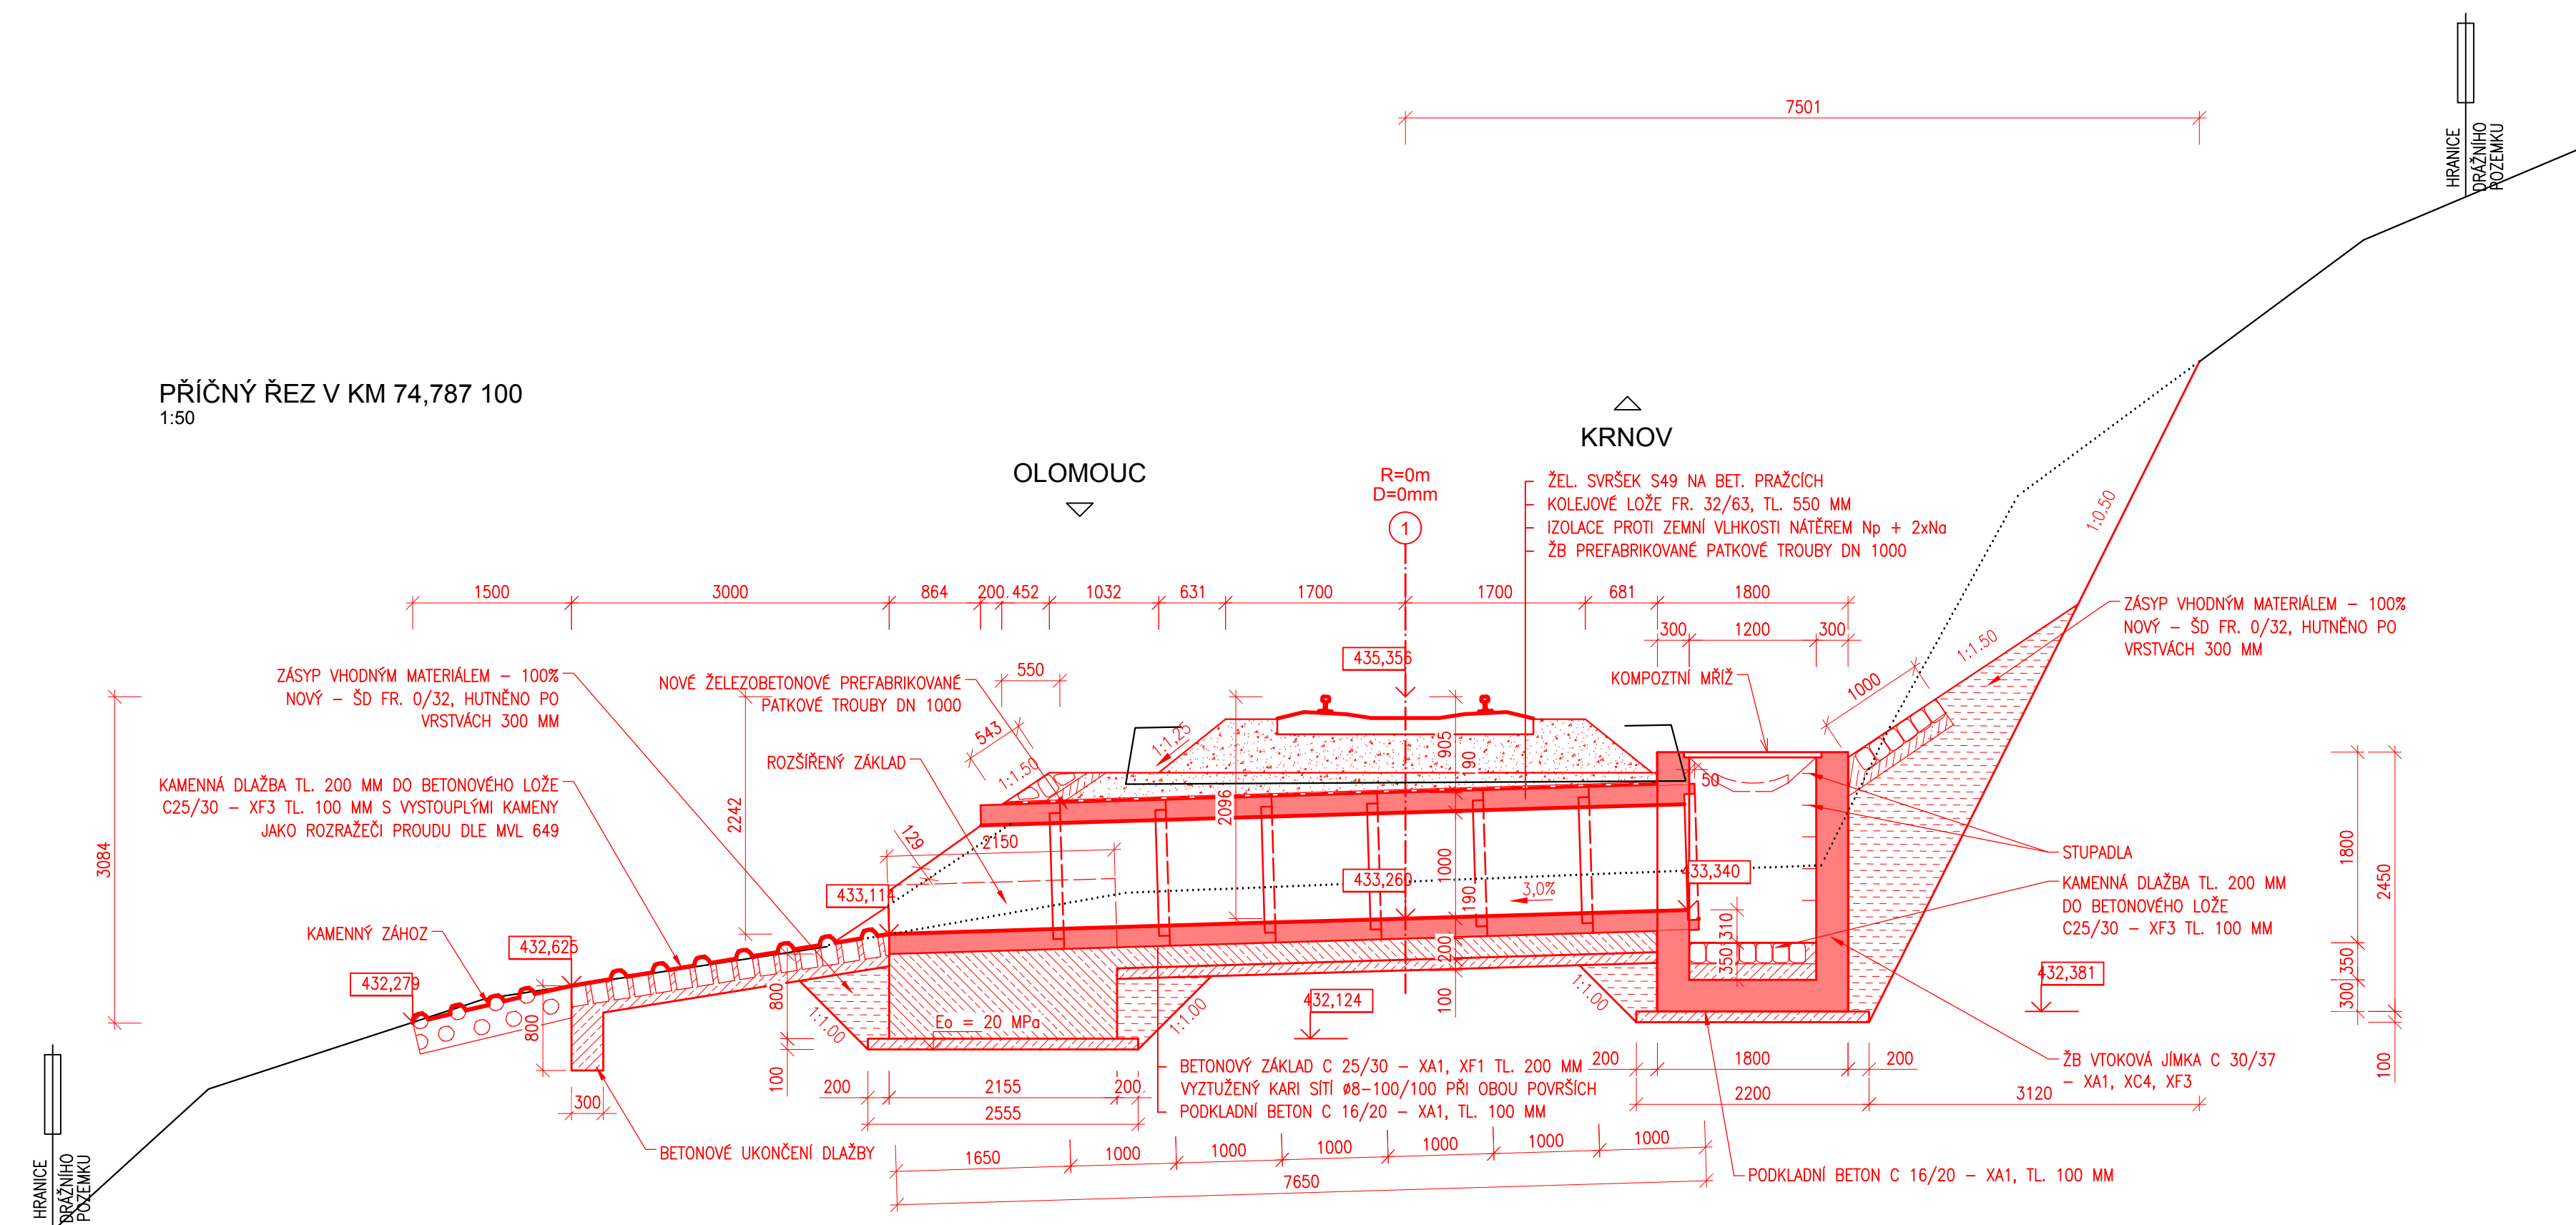 7501
HRANICE
DRÁŽNÍHO
POZEMKU
PŘÍČNÝ ŘEZ V KM 74,787 100
1:50
OLOMOUC
KRNOV
R=0m
D=0mm
1
ŽEL. SVRŠEK S49 NA BET. PRAŽCÍCH
KOLEJOVÉ LOŽE FR. 32/63, TL. 550 MM
IZOLACE PROTI ZEMNÍ VLHKOSTI NÁTĚREM Np + 2xNa
ŽB PREFABRIKOVANÉ PATKOVÉ TROUBY DN 1000
1:0.50
1500
3000
864
200
452
1032
631
1700
1700
681
1800
300
1200
300
ZÁSYP VHODNÝM MATERIÁLEM – 100%
NOVÝ – ŠD FR. 0/32, HUTNĚNO PO
VRSTVÁCH 300 MM
1:1.50
1000
KOMPOZTNÍ MŘÍŽ
435,356
550
543
1:1.50
1:1.25
ZÁSYP VHODNÝM MATERIÁLEM – 100%
NOVÝ – ŠD FR. 0/32, HUTNĚNO PO
VRSTVÁCH 300 MM
NOVÉ ŽELEZOBETONOVÉ PREFABRIKOVANÉ
PATKOVÉ TROUBY DN 1000
ROZŠÍŘENÝ ZÁKLAD
KAMENNÁ DLAŽBA TL. 200 MM DO BETONOVÉHO LOŽE
C25/30 – XF3 TL. 100 MM S VYSTOUPLÝMI KAMENY
JAKO ROZRAŽEČI PROUDU DLE MVL 649
3084
2242
2096
905
190
50
129
2150
1000
190
433,114
433,260
433,340
3,0%
STUPADLA
KAMENNÁ DLAŽBA TL. 200 MM
DO BETONOVÉHO LOŽE
C25/30 – XF3 TL. 100 MM
1800
2450
350
300
100
KAMENNÝ ZÁHOZ
432,625
432,279
310
350
200
100
432,124
432,381
800
800
100
1:1.00
1:1.00
1:1.00
Eo = 20 MPa
BETONOVÝ ZÁKLAD C 25/30 – XA1, XF1 TL. 200 MM
VYZTUŽENÝ KARI SÍTÍ ø8–100/100 PŘI OBOU POVRŠÍCH
PODKLADNÍ BETON C 16/20 – XA1, TL. 100 MM
200
1800
200
2200
3120
ŽB VTOKOVÁ JÍMKA C 30/37
– XA1, XC4, XF3
300
200
2155
200
2555
BETONOVÉ UKONČENÍ DLAŽBY
1650
1000
1000
1000
1000
1000
1000
7650
PODKLADNÍ BETON C 16/20 – XA1, TL. 100 MM
HRANICE
DRÁŽNÍHO
POZEMKU